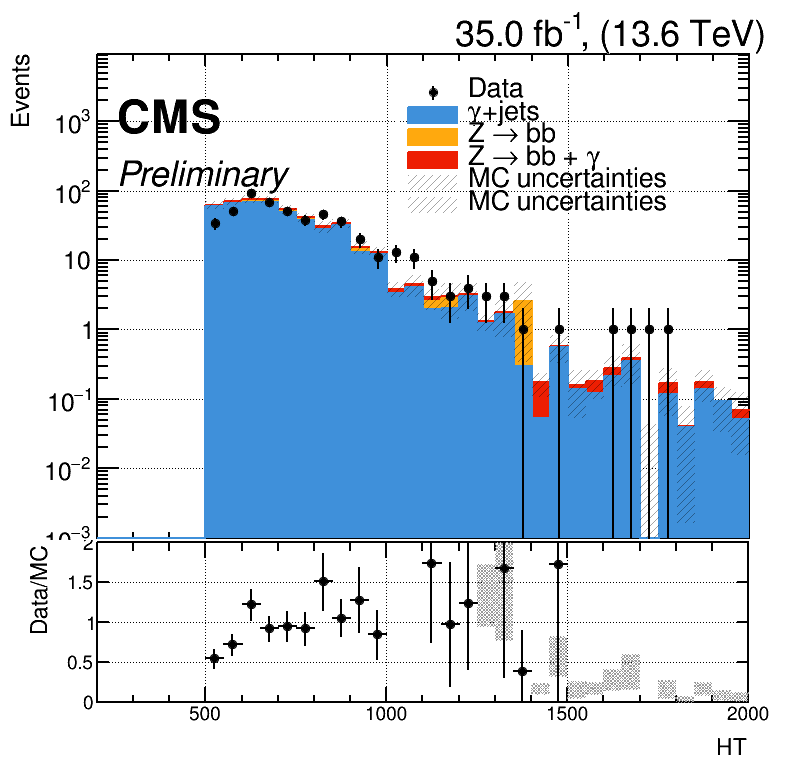 35.0 fb⁻¹, (13.6 TeV)
Events
CMS
Preliminary
Data
γ+jets
Z → bb
Z → bb + γ
MC uncertainties
MC uncertainties
10³
10²
10
1
10⁻¹
10⁻²
10⁻³
Data/MC
2
1.5
1
0.5
0
500
1000
1500
2000
HT